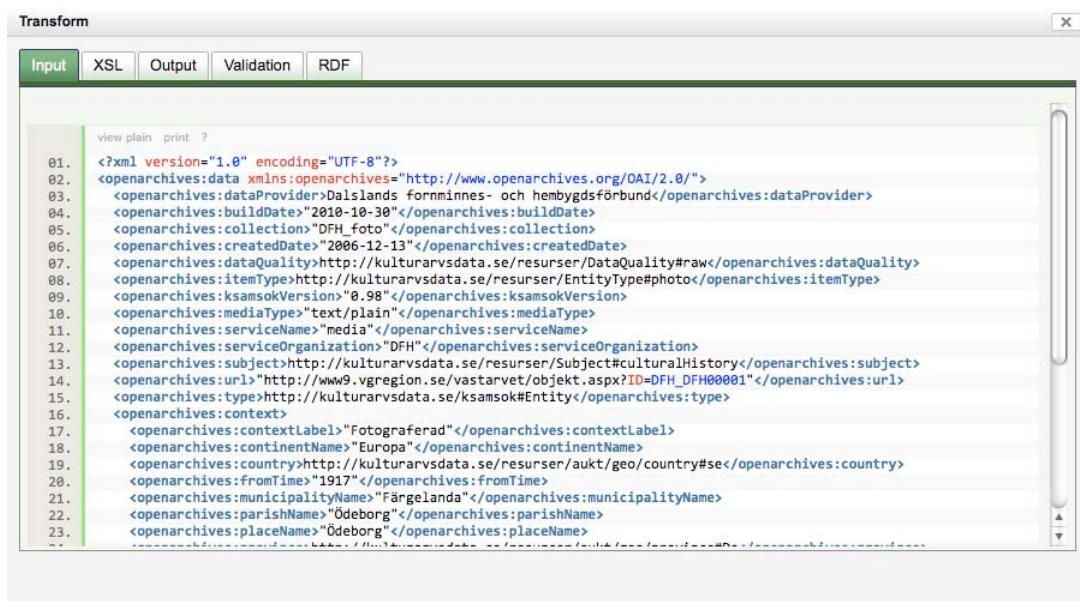 Transform
Input XSL Output Validation RDF
view plain print ?
01. <?xml version="1.0" encoding="UTF-8"?>
02. <openarchives:data xmlns:openarchives="http://www.openarchives.org/OAI/2.0/">
03. <openarchives:dataProvider>Dalslands fornminnes- och hembygdsförbund</openarchives:dataProvider>
04. <openarchives:buildDate>"2010-10-30"</openarchives:buildDate>
05. <openarchives:collection>"DFH_foto"</openarchives:collection>
06. <openarchives:createdDate>"2006-12-13"</openarchives:createdDate>
07. <openarchives:dataQuality>http://kulturarvsdata.se/resurser/DataQuality#raw</openarchives:dataQuality>
08. <openarchives:itemType>http://kulturarvsdata.se/resurser/EntityType#photo</openarchives:itemType>
09. <openarchives:ksamsokVersion>"0.98"</openarchives:ksamsokVersion>
10. <openarchives:mediaType>"text/plain"</openarchives:mediaType>
11. <openarchives:serviceName>"media"</openarchives:serviceName>
12. <openarchives:serviceOrganization>"DFH"</openarchives:serviceOrganization>
13. <openarchives:subject>http://kulturarvsdata.se/resurser/Subject#culturalHistory</openarchives:subject>
14. <openarchives:url>"http://www9.vgregion.se/vastarvet/objekt.aspx?ID=DFH_DFH00001"</openarchives:url>
15. <openarchives:type>http://kulturarvsdata.se/ksamsok#Entity</openarchives:type>
16. <openarchives:context>
17. <openarchives:contextLabel>"Fotograferad"</openarchives:contextLabel>
18. <openarchives:continentName>"Europa"</openarchives:continentName>
19. <openarchives:country>http://kulturarvsdata.se/resurser/aukt/geo/country#se</openarchives:country>
20. <openarchives:fromTime>"1917"</openarchives:fromTime>
21. <openarchives:municipalityName>"Färgelanda"</openarchives:municipalityName>
22. <openarchives:parishName>"Ödeborg"</openarchives:parishName>
23. <openarchives:placeName>"Ödeborg"</openarchives:placeName>